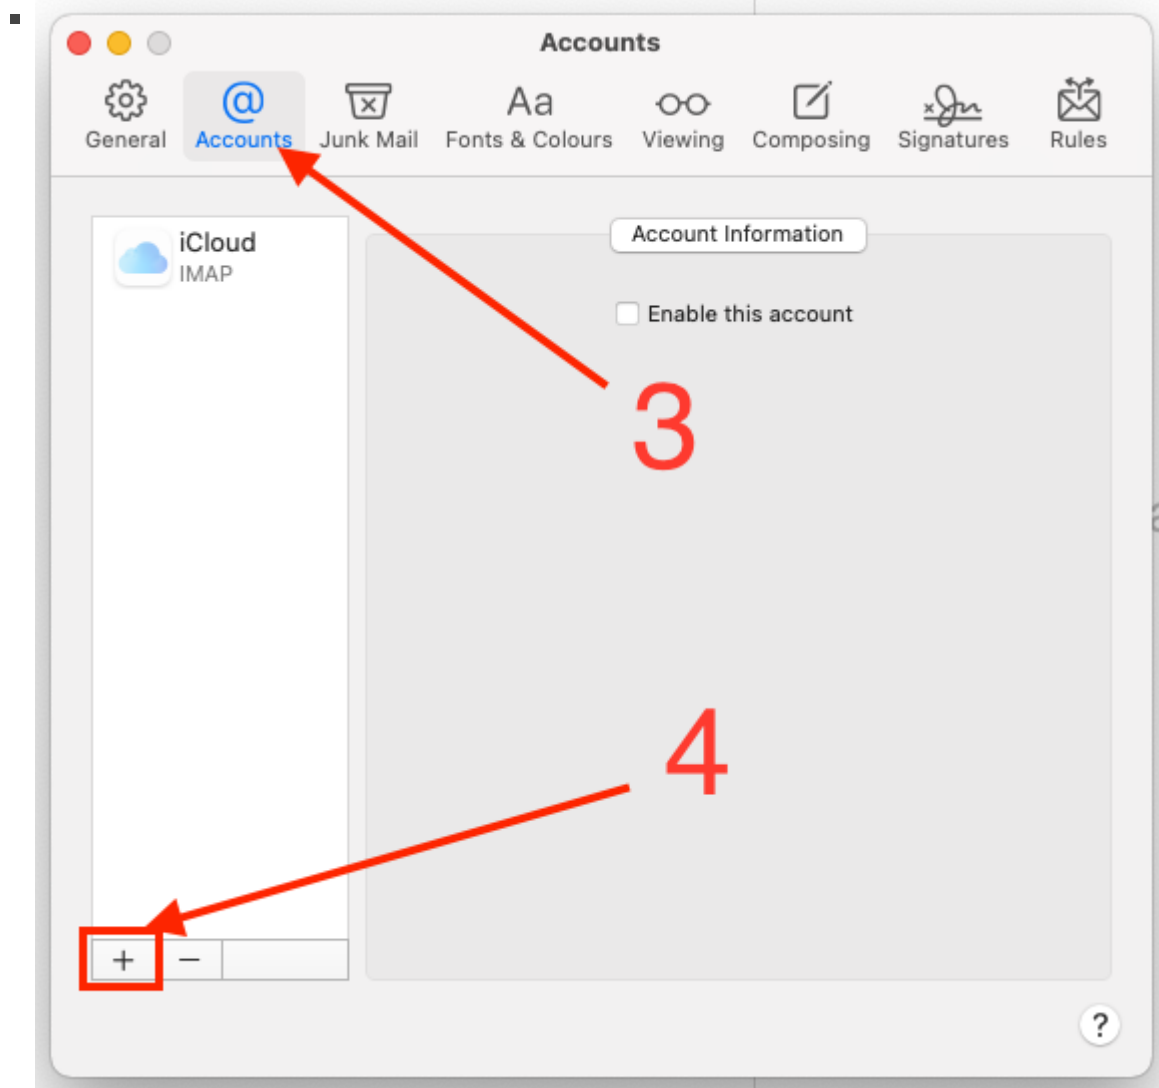 Accounts
General Accounts Junk Mail Fonts & Colours Viewing Composing Signatures Rules
iCloud
IMAP
Account Information
Enable this account
3
4
+ −
?